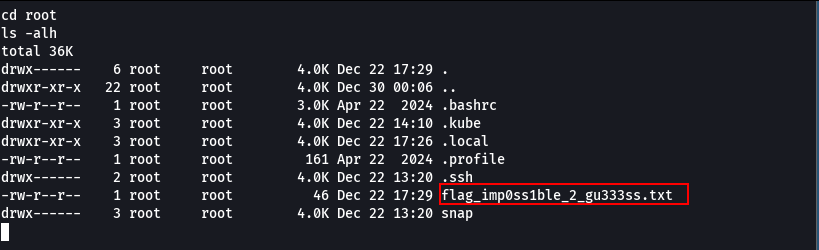 cd root
ls -alh
total 36K
drwx------ 6 root root 4.0K Dec 22 17:29 .
drwxr-xr-x 22 root root 4.0K Dec 30 00:06 ..
-rw-r--r-- 1 root root 3.0K Apr 22 2024 .bashrc
drwxr-xr-x 3 root root 4.0K Dec 22 14:10 .kube
drwxr-xr-x 3 root root 4.0K Dec 22 17:26 .local
-rw-r--r-- 1 root root 161 Apr 22 2024 .profile
drwx------ 2 root root 4.0K Dec 22 13:20 .ssh
-rw-r--r-- 1 root root 46 Dec 22 17:29 flag_imp0ss1ble_2_gu333ss.txt
drwx------ 3 root root 4.0K Dec 22 13:20 snap